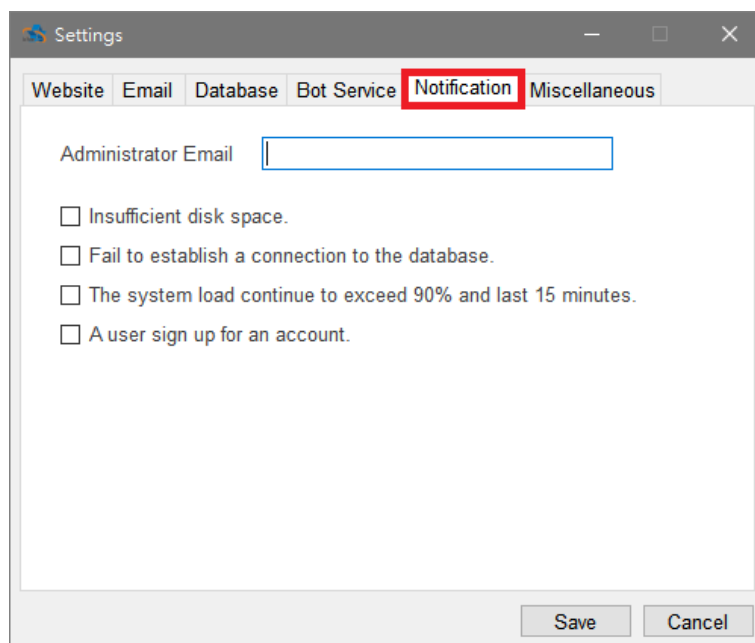 Settings
Website Email Database Bot Service Notification Miscellaneous
Administrator Email
Insufficient disk space.
Fail to establish a connection to the database.
The system load continue to exceed 90% and last 15 minutes.
A user sign up for an account.
Save Cancel